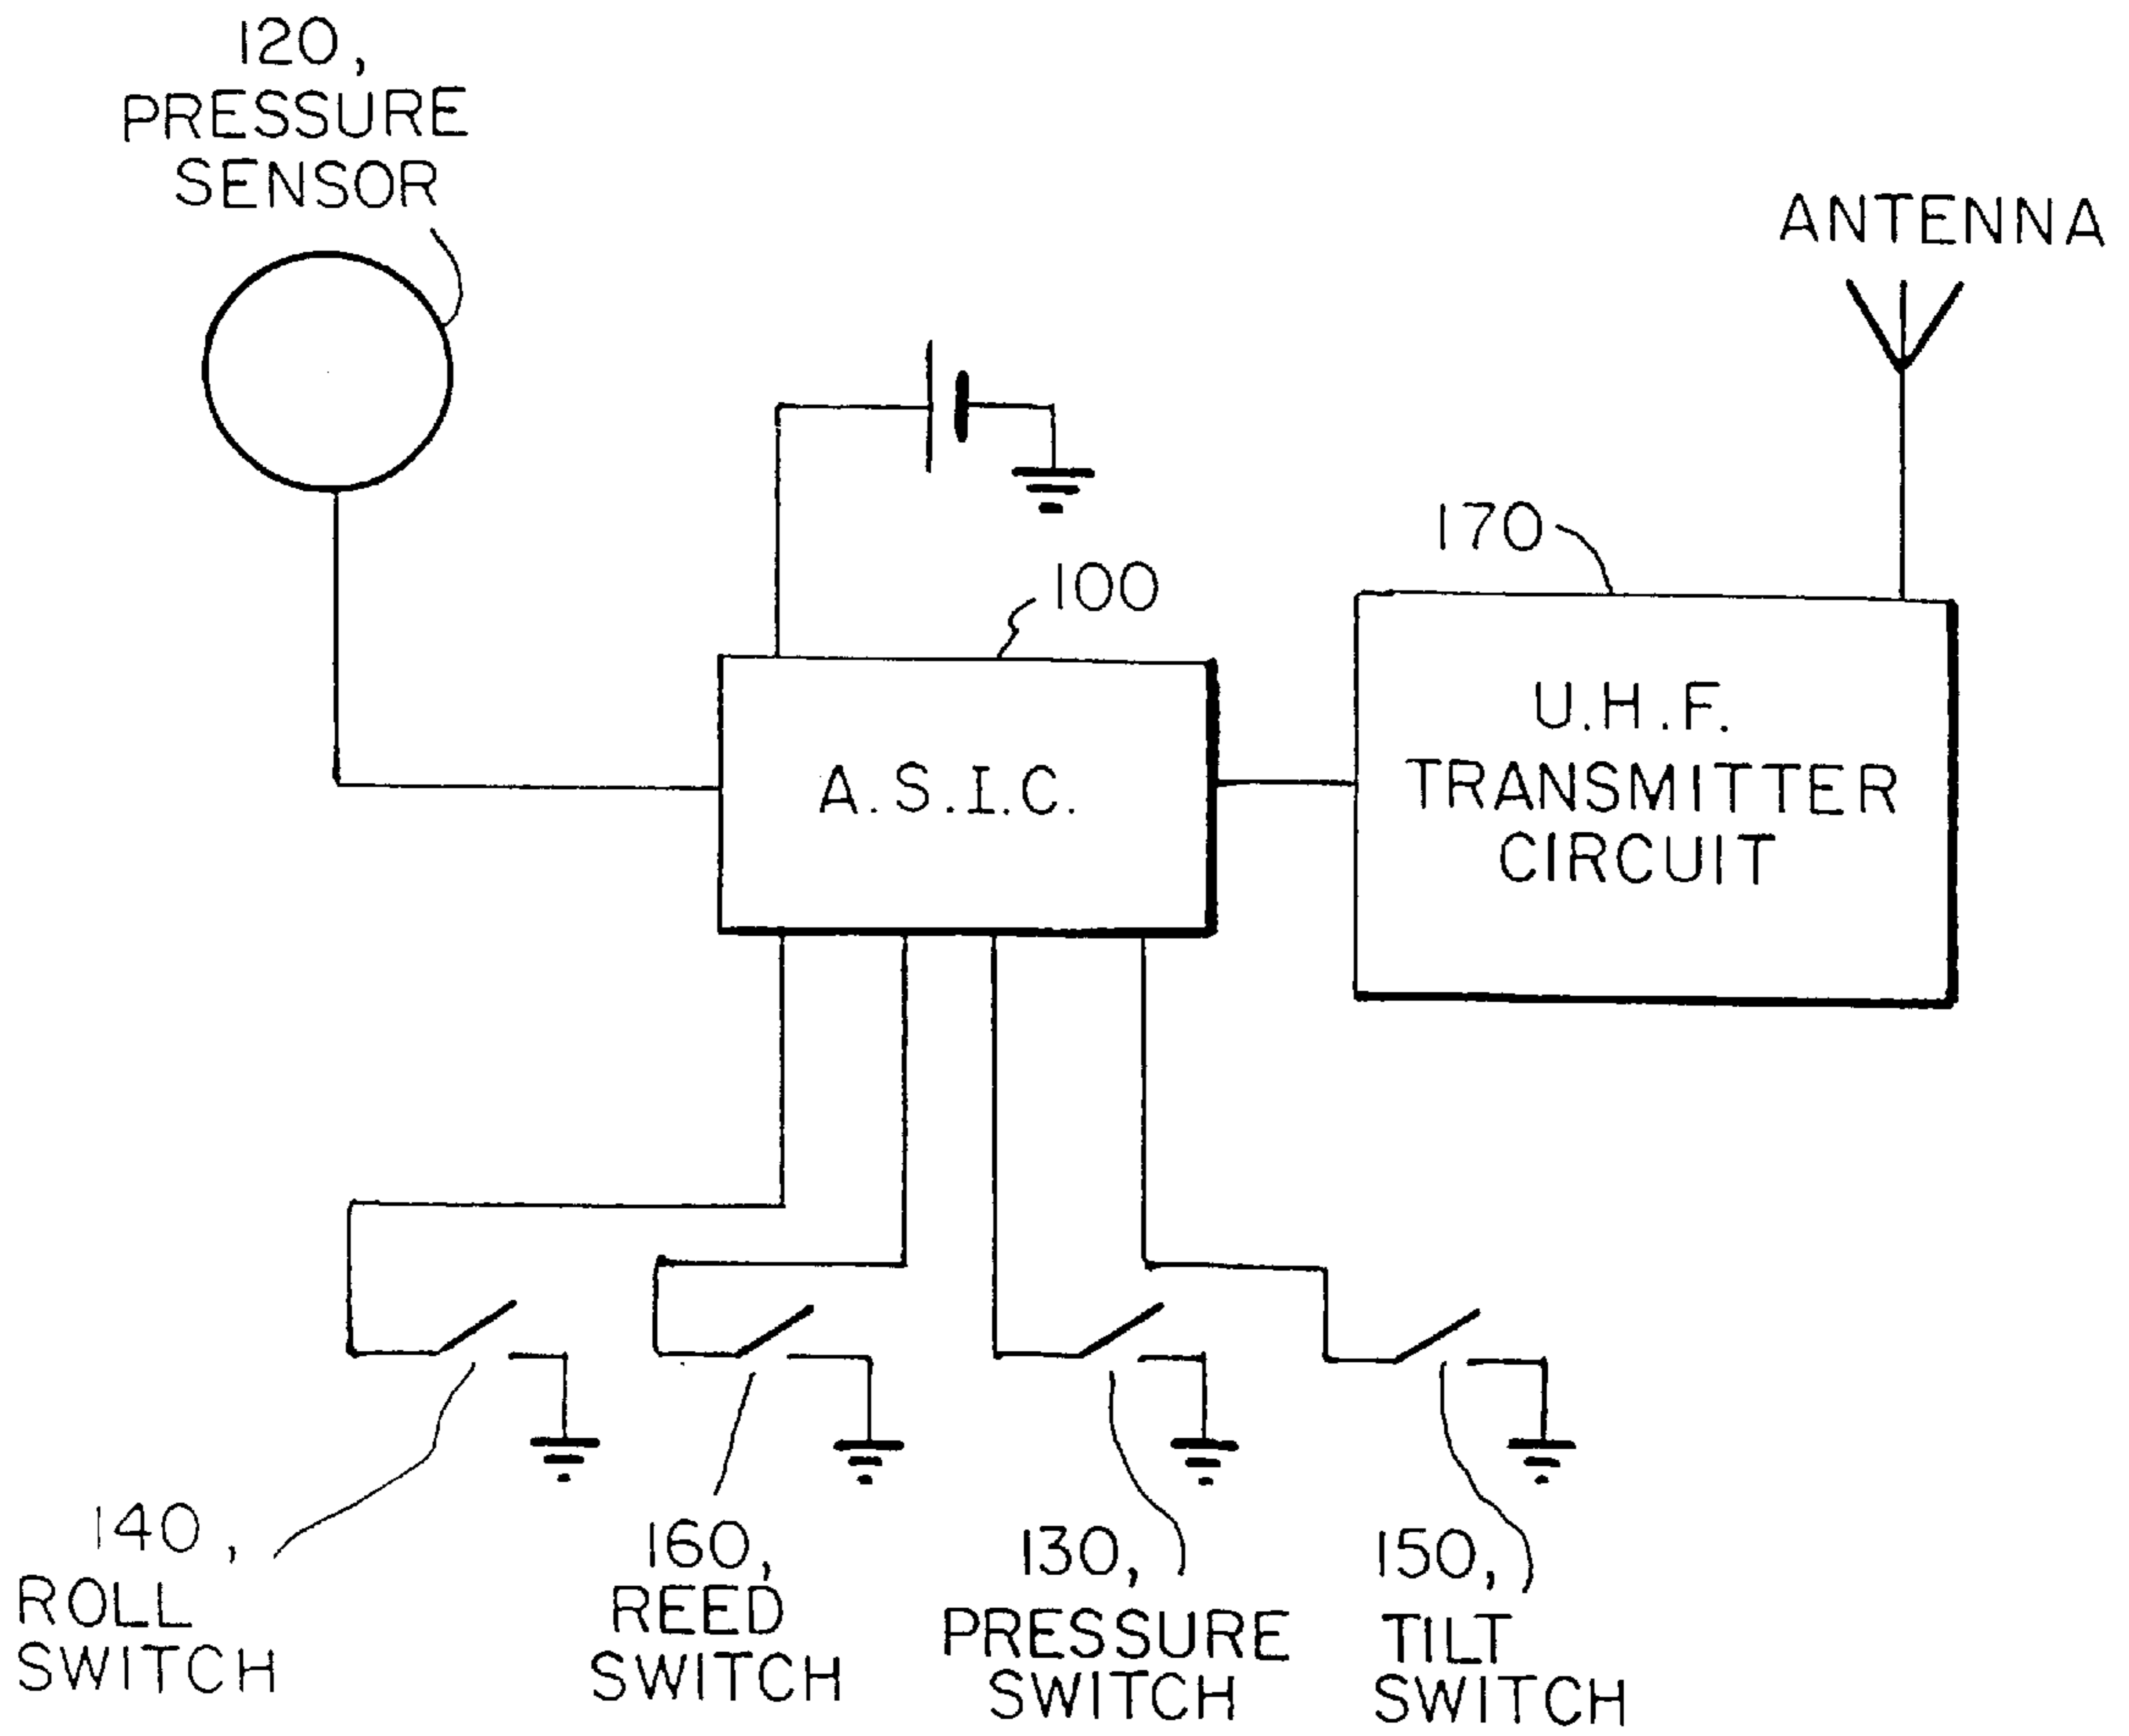 120,
PRESSURE
SENSOR
ANTENNA
170
100
U.H.F.
TRANSMITTER
CIRCUIT
A.S.I.C.
140,
ROLL
SWITCH
160,
REED
SWITCH
130,
PRESSURE
SWITCH
150,
TILT
SWITCH